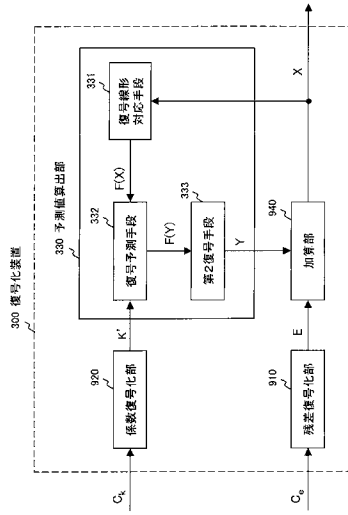 300 復号化装置
330 予測値算出部
331
復号線形
対応手段
F(X)
332
復号予測手段
F(Y)
333
第2復号手段
Y
K'
920
係数復号化部
C_k
940
加算部
X
E
910
残差復号化部
C_e